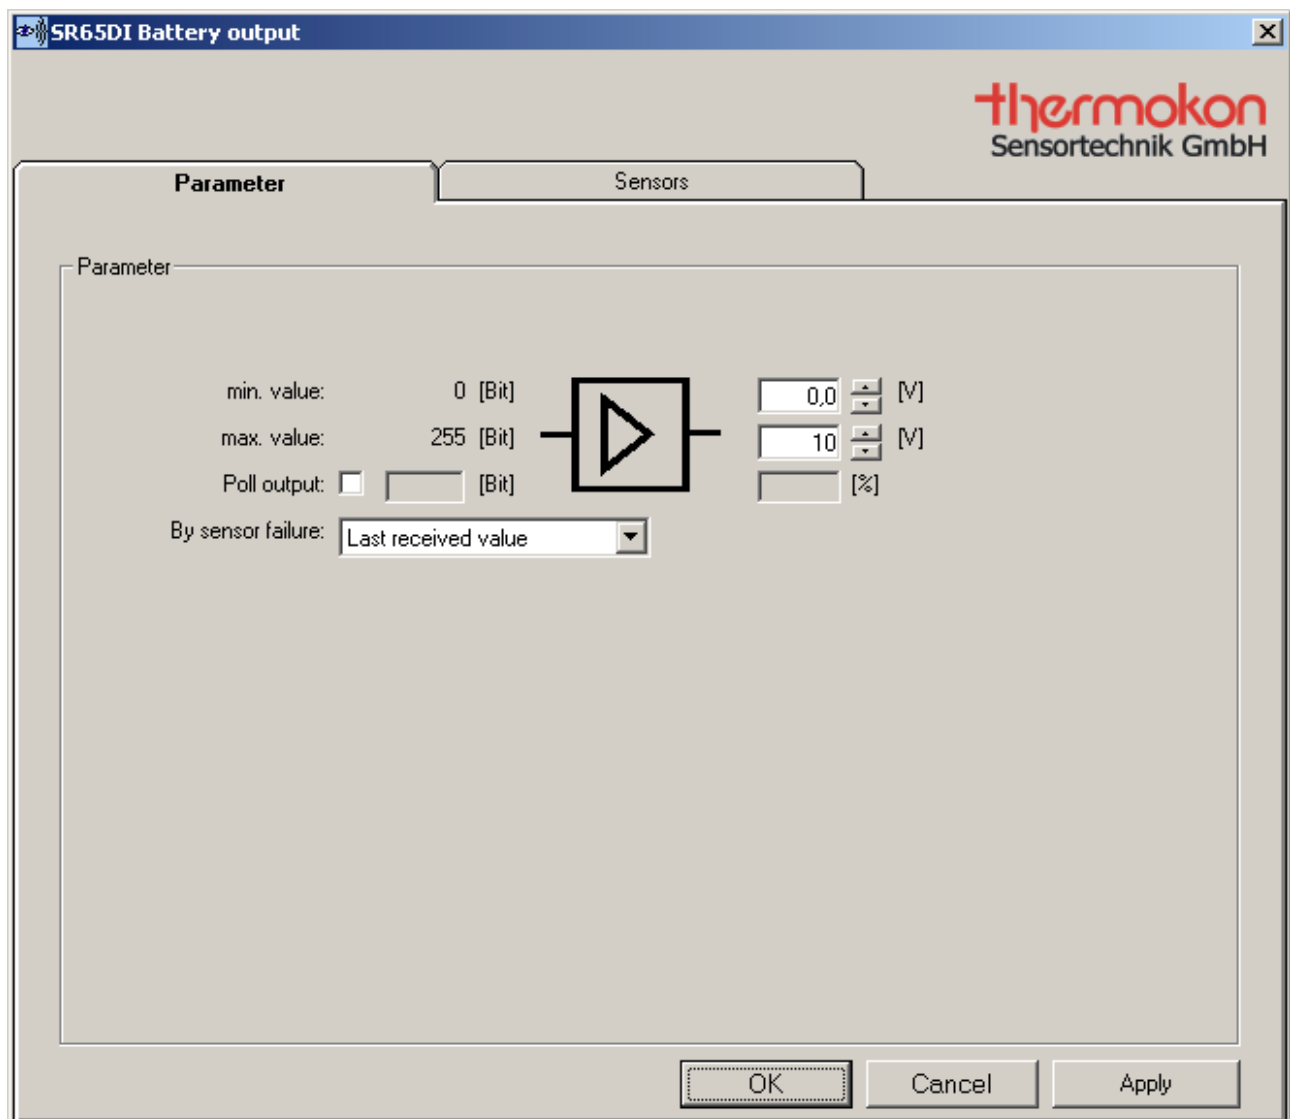 SR65DI Battery output
thermokon
Sensortechnik GmbH
Parameter Sensors
Parameter
min. value: 0 [Bit] 0,0 [V]
max. value: 255 [Bit] 10 [V]
Poll output: [Bit] [%]
By sensor failure: Last received value
OK Cancel Apply